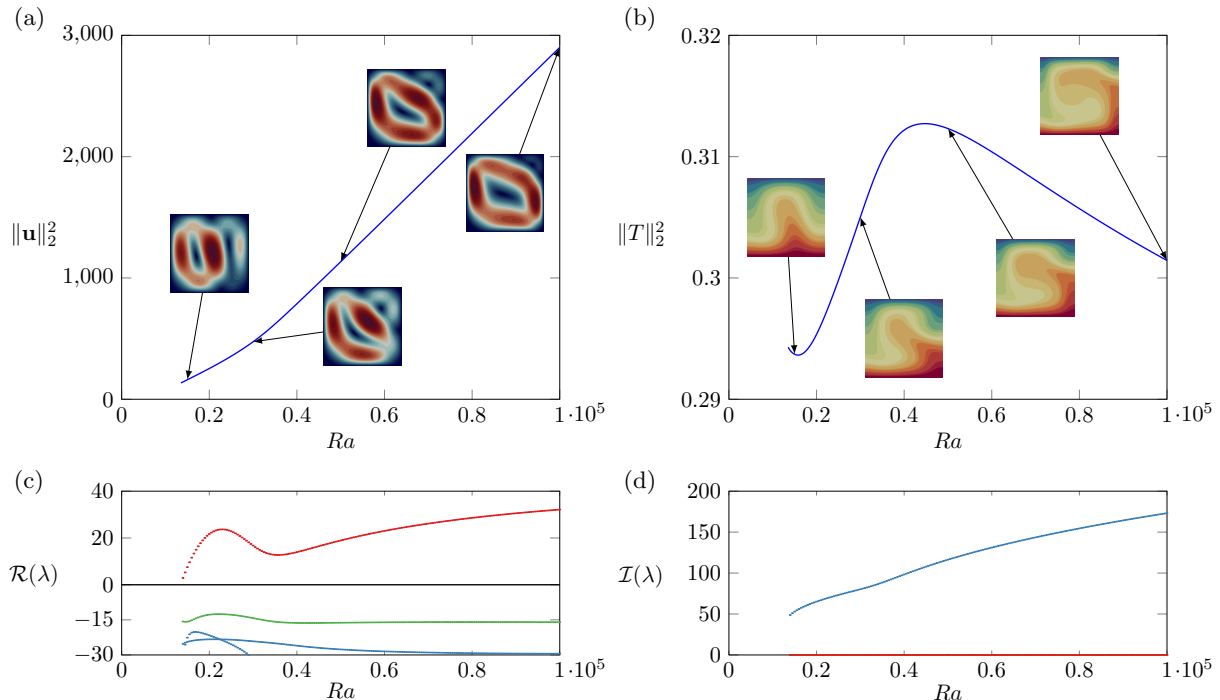 (a)
3,000
2,000
1,000
0
‖u‖₂²
0 0.2 0.4 0.6 0.8 1 ·10⁵
Ra
(b)
0.32
0.31
0.3
0.29
‖T‖₂²
0 0.2 0.4 0.6 0.8 1 ·10⁵
Ra
(c)
40
20
0
−15
−30
R(λ)
0 0.2 0.4 0.6 0.8 1 ·10⁵
Ra
(d)
200
150
100
50
0
I(λ)
0 0.2 0.4 0.6 0.8 1 ·10⁵
Ra